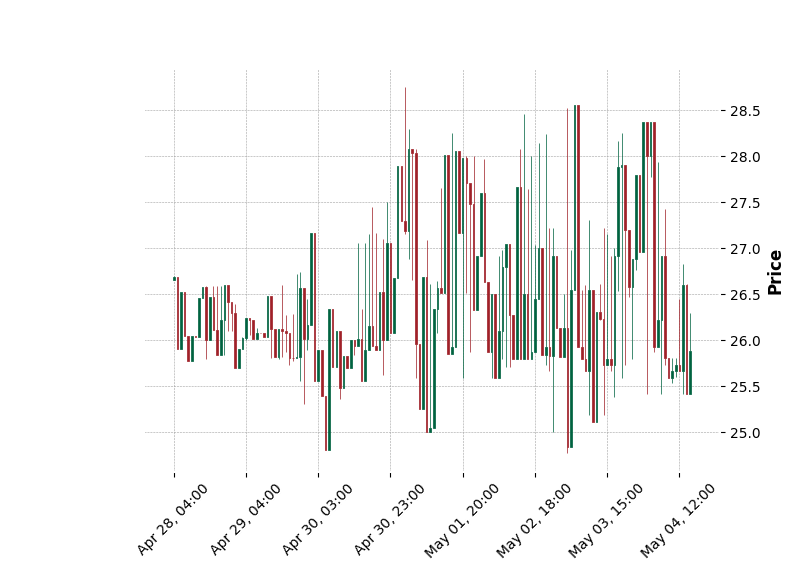 28.5
28.0
27.5
27.0
26.5
26.0
25.5
25.0
Price
Apr 28, 04:00
Apr 29, 04:00
Apr 30, 03:00
Apr 30, 23:00
May 01, 20:00
May 02, 18:00
May 03, 15:00
May 04, 12:00